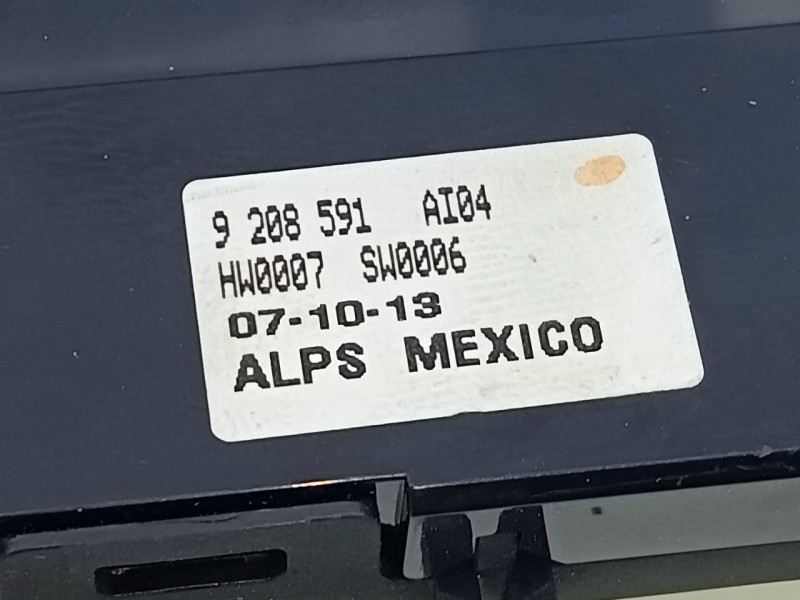 9 208 591 AI04
HW0007 SW0006
07-10-13
ALPS MEXICO